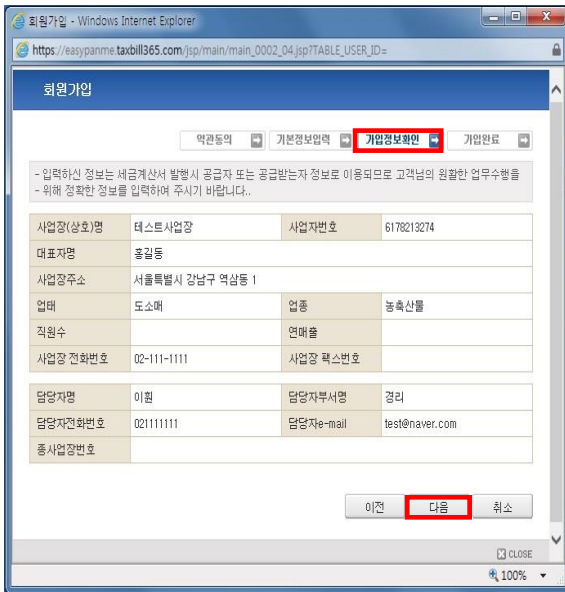 회원가입 - Windows Internet Explorer
https://easypanme.taxbill365.com/jsp/main/main_0002_04.jsp?TABLE_USER_ID=
회원가입
약관동의 기본정보입력 가입정보확인 가입완료
- 입력하신 정보는 세금계산서 발행시 공급자 또는 공급받는자 정보로 이용되므로 고객님의 원활한 업무수행을
- 위해 정확한 정보를 입력하여 주시기 바랍니다..
사업장(상호)명 테스트사업장 사업자번호 6178213274
대표자명 홍길동
사업장주소 서울특별시 강남구 역삼동 1
업태 도소매 업종 농축산물
직원수 연매출
사업장 전화번호 02-111-1111 사업장 팩스번호
담당자명 이훤 담당자부서명 경리
담당자전화번호 021111111 담당자e-mail test@naver.com
종사업장번호
이전 다음 취소
CLOSE
100%